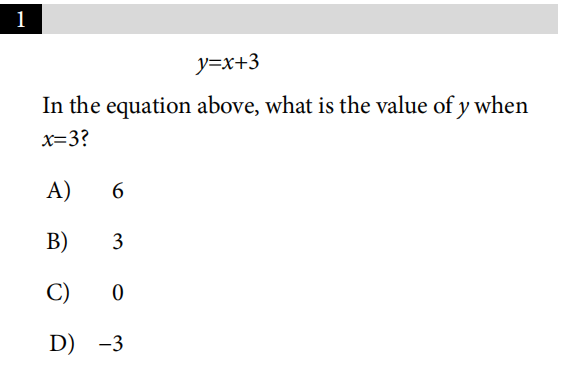 1
y=x+3
In the equation above, what is the value of y when
x=3?
A) 6
B) 3
C) 0
D) −3